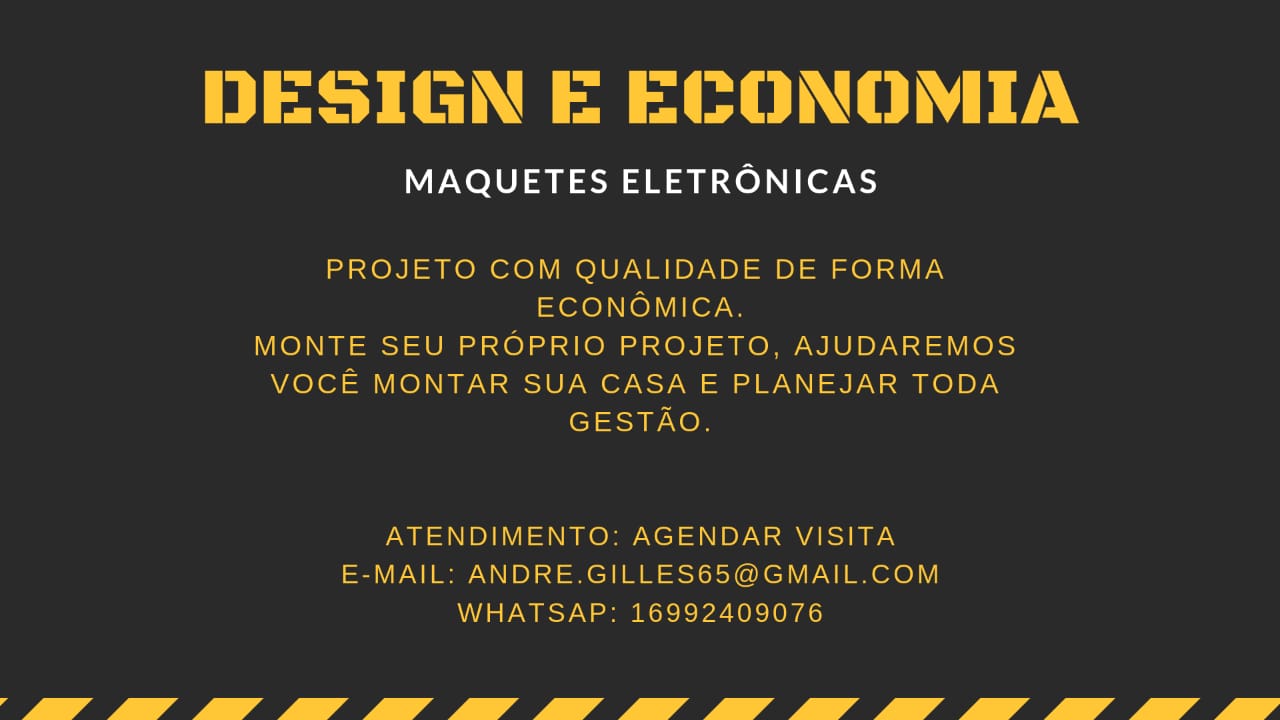 DESIGN E ECONOMIA
MAQUETES ELETRÔNICAS
PROJETO COM QUALIDADE DE FORMA
ECONÔMICA.
MONTE SEU PRÓPRIO PROJETO, AJUDAREMOS
VOCÊ MONTAR SUA CASA E PLANEJAR TODA
GESTÃO.
ATENDIMENTO: AGENDAR VISITA
E-MAIL: ANDRE.GILLES65@GMAIL.COM
WHATSAP: 16992409076